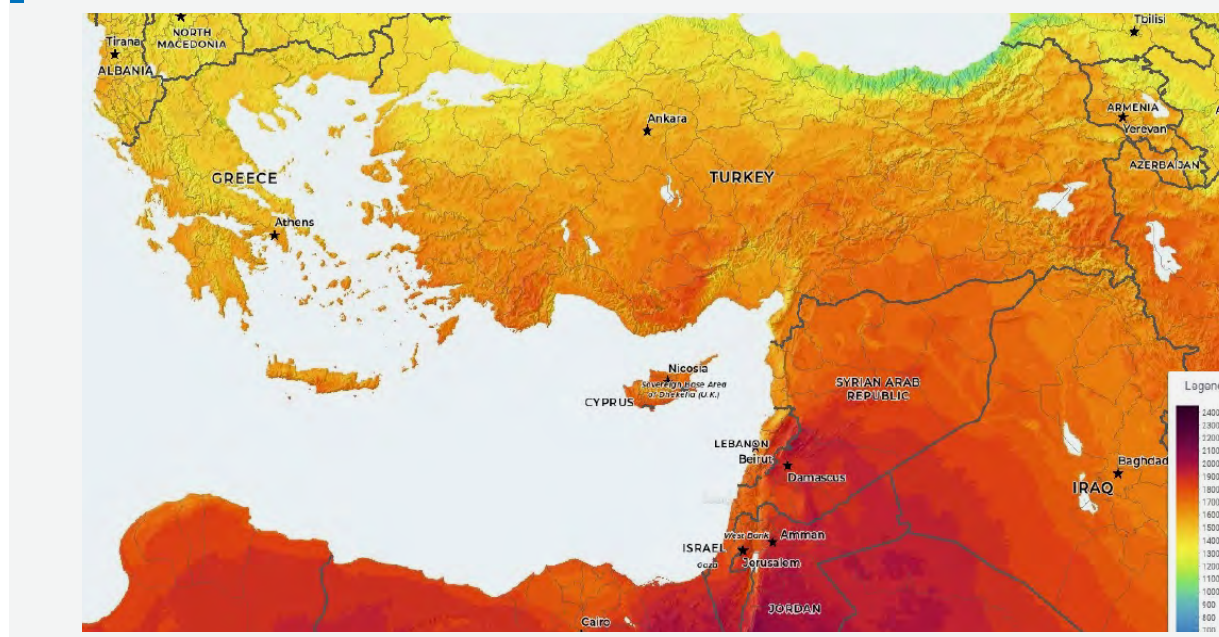 Tbilisi
NORTH
MACEDONIA
Tirana
ALBANIA
Ankara
ARMENIA
Yerevan
AZERBAIJAN
GREECE
TURKEY
Athens
Nicosia
Sovereign Base Area
of Dhekelia (U.K.)
CYPRUS
SYRIAN ARAB
REPUBLIC
LEBANON
Beirut
Damascus
Baghdad
IRAQ
West Bank
Amman
ISRAEL
Jerusalem
Gaza
JORDAN
Cairo
Legend
2400
2300
2200
2100
2000
1900
1800
1700
1600
1500
1400
1300
1200
1100
1000
900
800
700